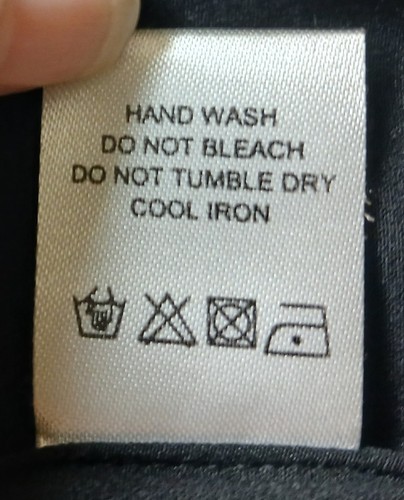 HAND WASH
DO NOT BLEACH
DO NOT TUMBLE DRY
COOL IRON